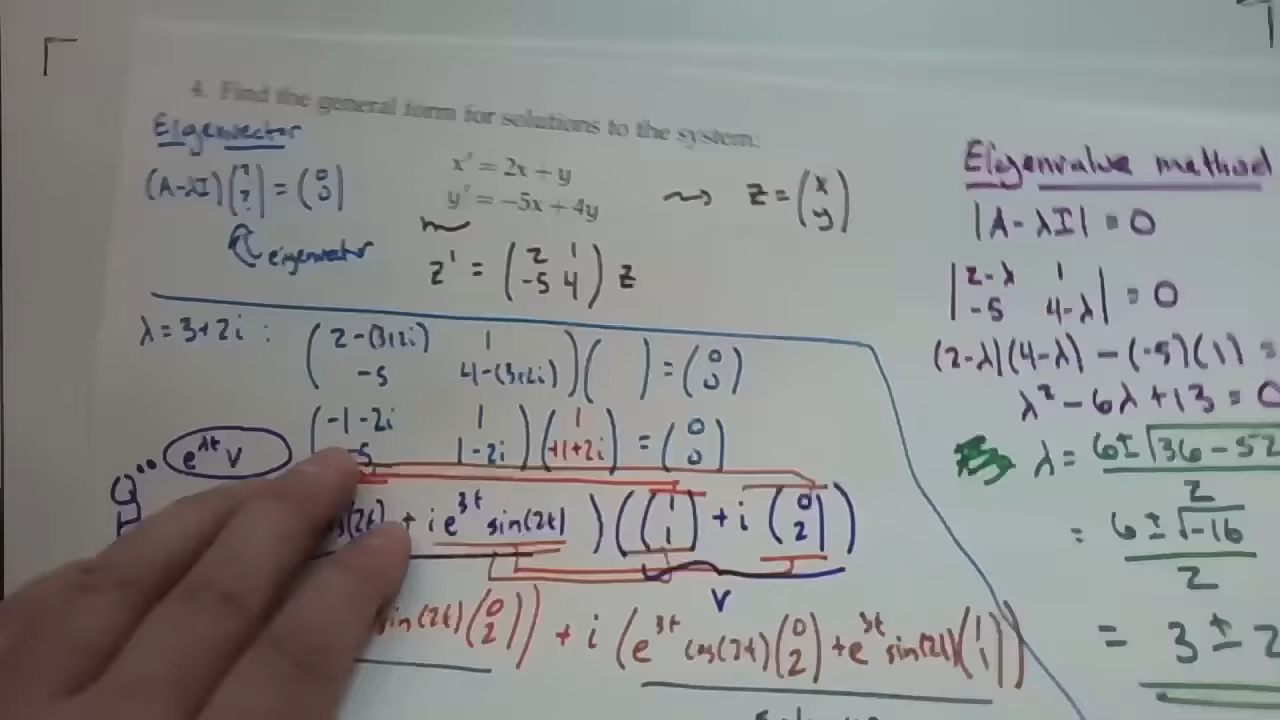 4. Find the general form for solutions to the system:
Eigenvector
x' = 2x + y
y' = -5x + 4y
(A-λI)(? ?) = (0 0)
eigenvector
⇝ z = (x y)
z' = (2 1 -5 4) z
λ = 3+2i : (2-(3+2i) 1 -5 4-(3+2i))( ) = (0 0)
(-1-2i 1 -5 1-2i)(1 +1+2i) = (0 0)
e^λt v
+ i e^3t sin(2t) )((1 1) + i (0 2))
v
sin(2t)(0 2)) + i (e^3t cos(2t)(0 2) + e^3t sin(2t)(1 1))
Eigenvalue method
|A - λI| = 0
|2-λ 1 -5 4-λ| = 0
(2-λ)(4-λ) - (-5)(1) =
λ² - 6λ + 13 = 0
λ = 6 ± √36 - 52 / 2
= 6 ± √-16 / 2
= 3 ± 2